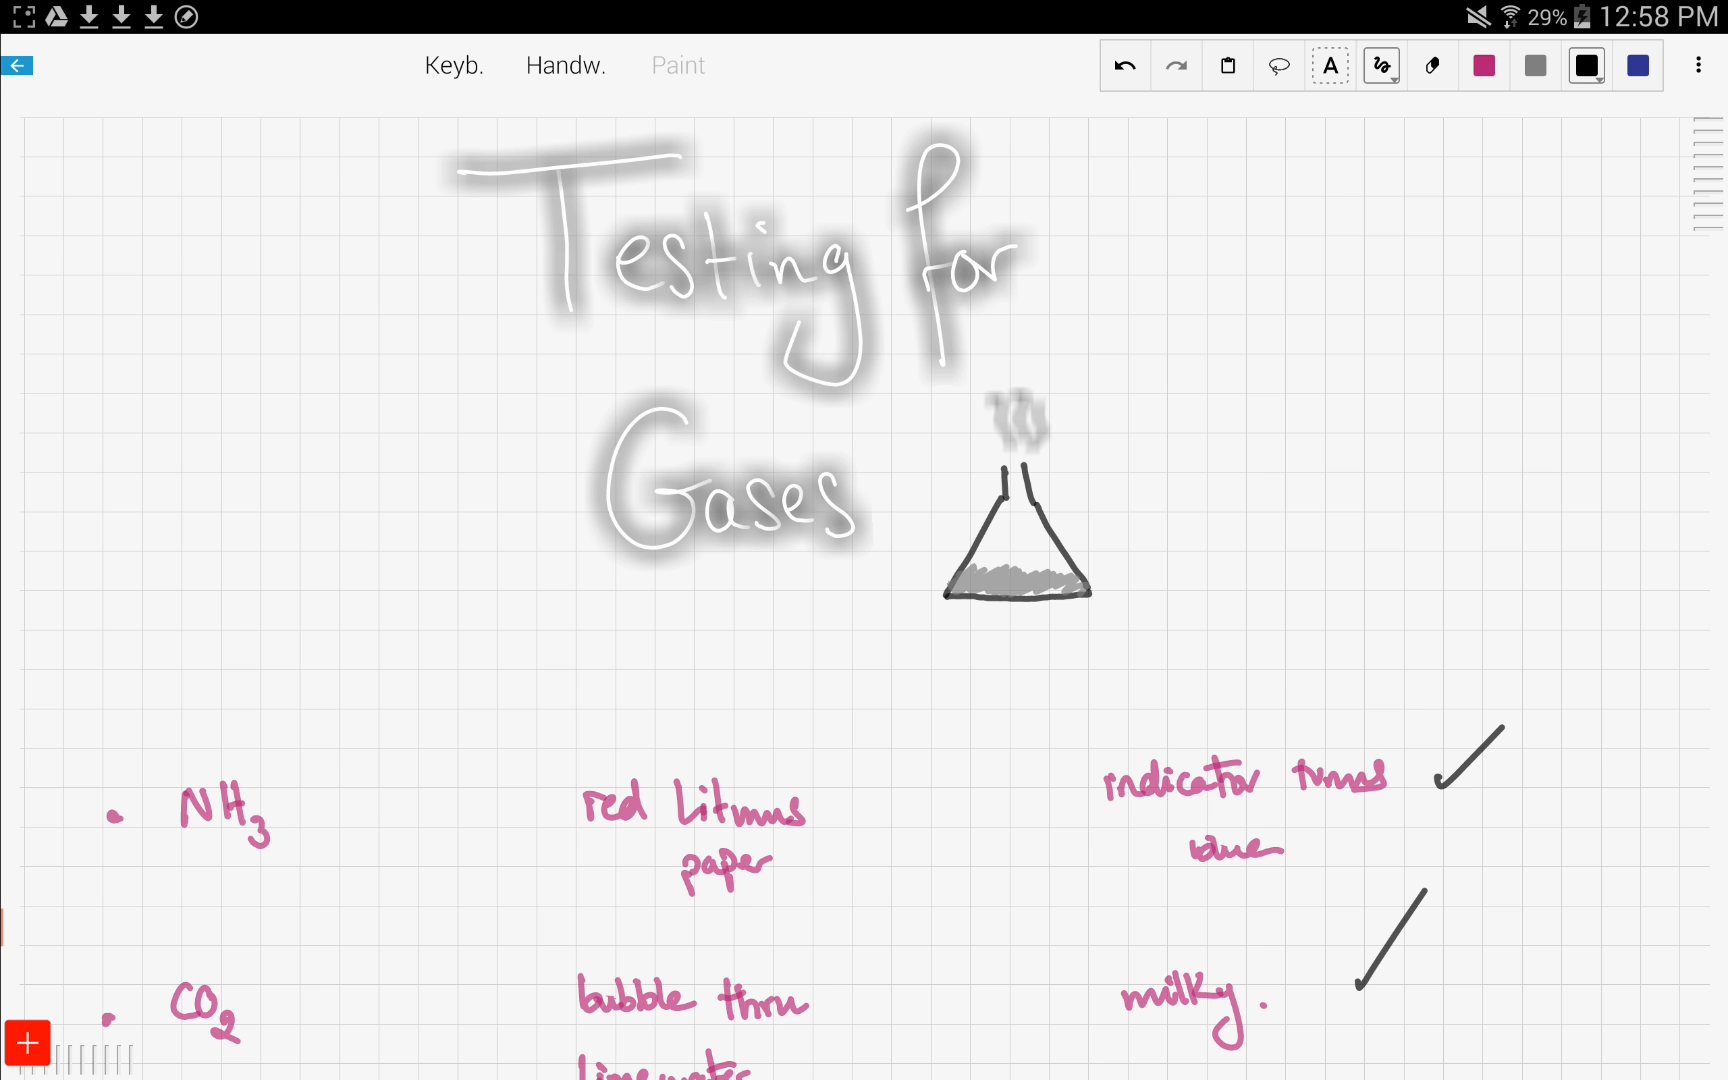 29% 12:58 PM
Keyb. Handw. Paint
A
Testing for
Gases
• NH3 red Litmus paper indicator turns blue
• CO2 bubble thru limewater milky.